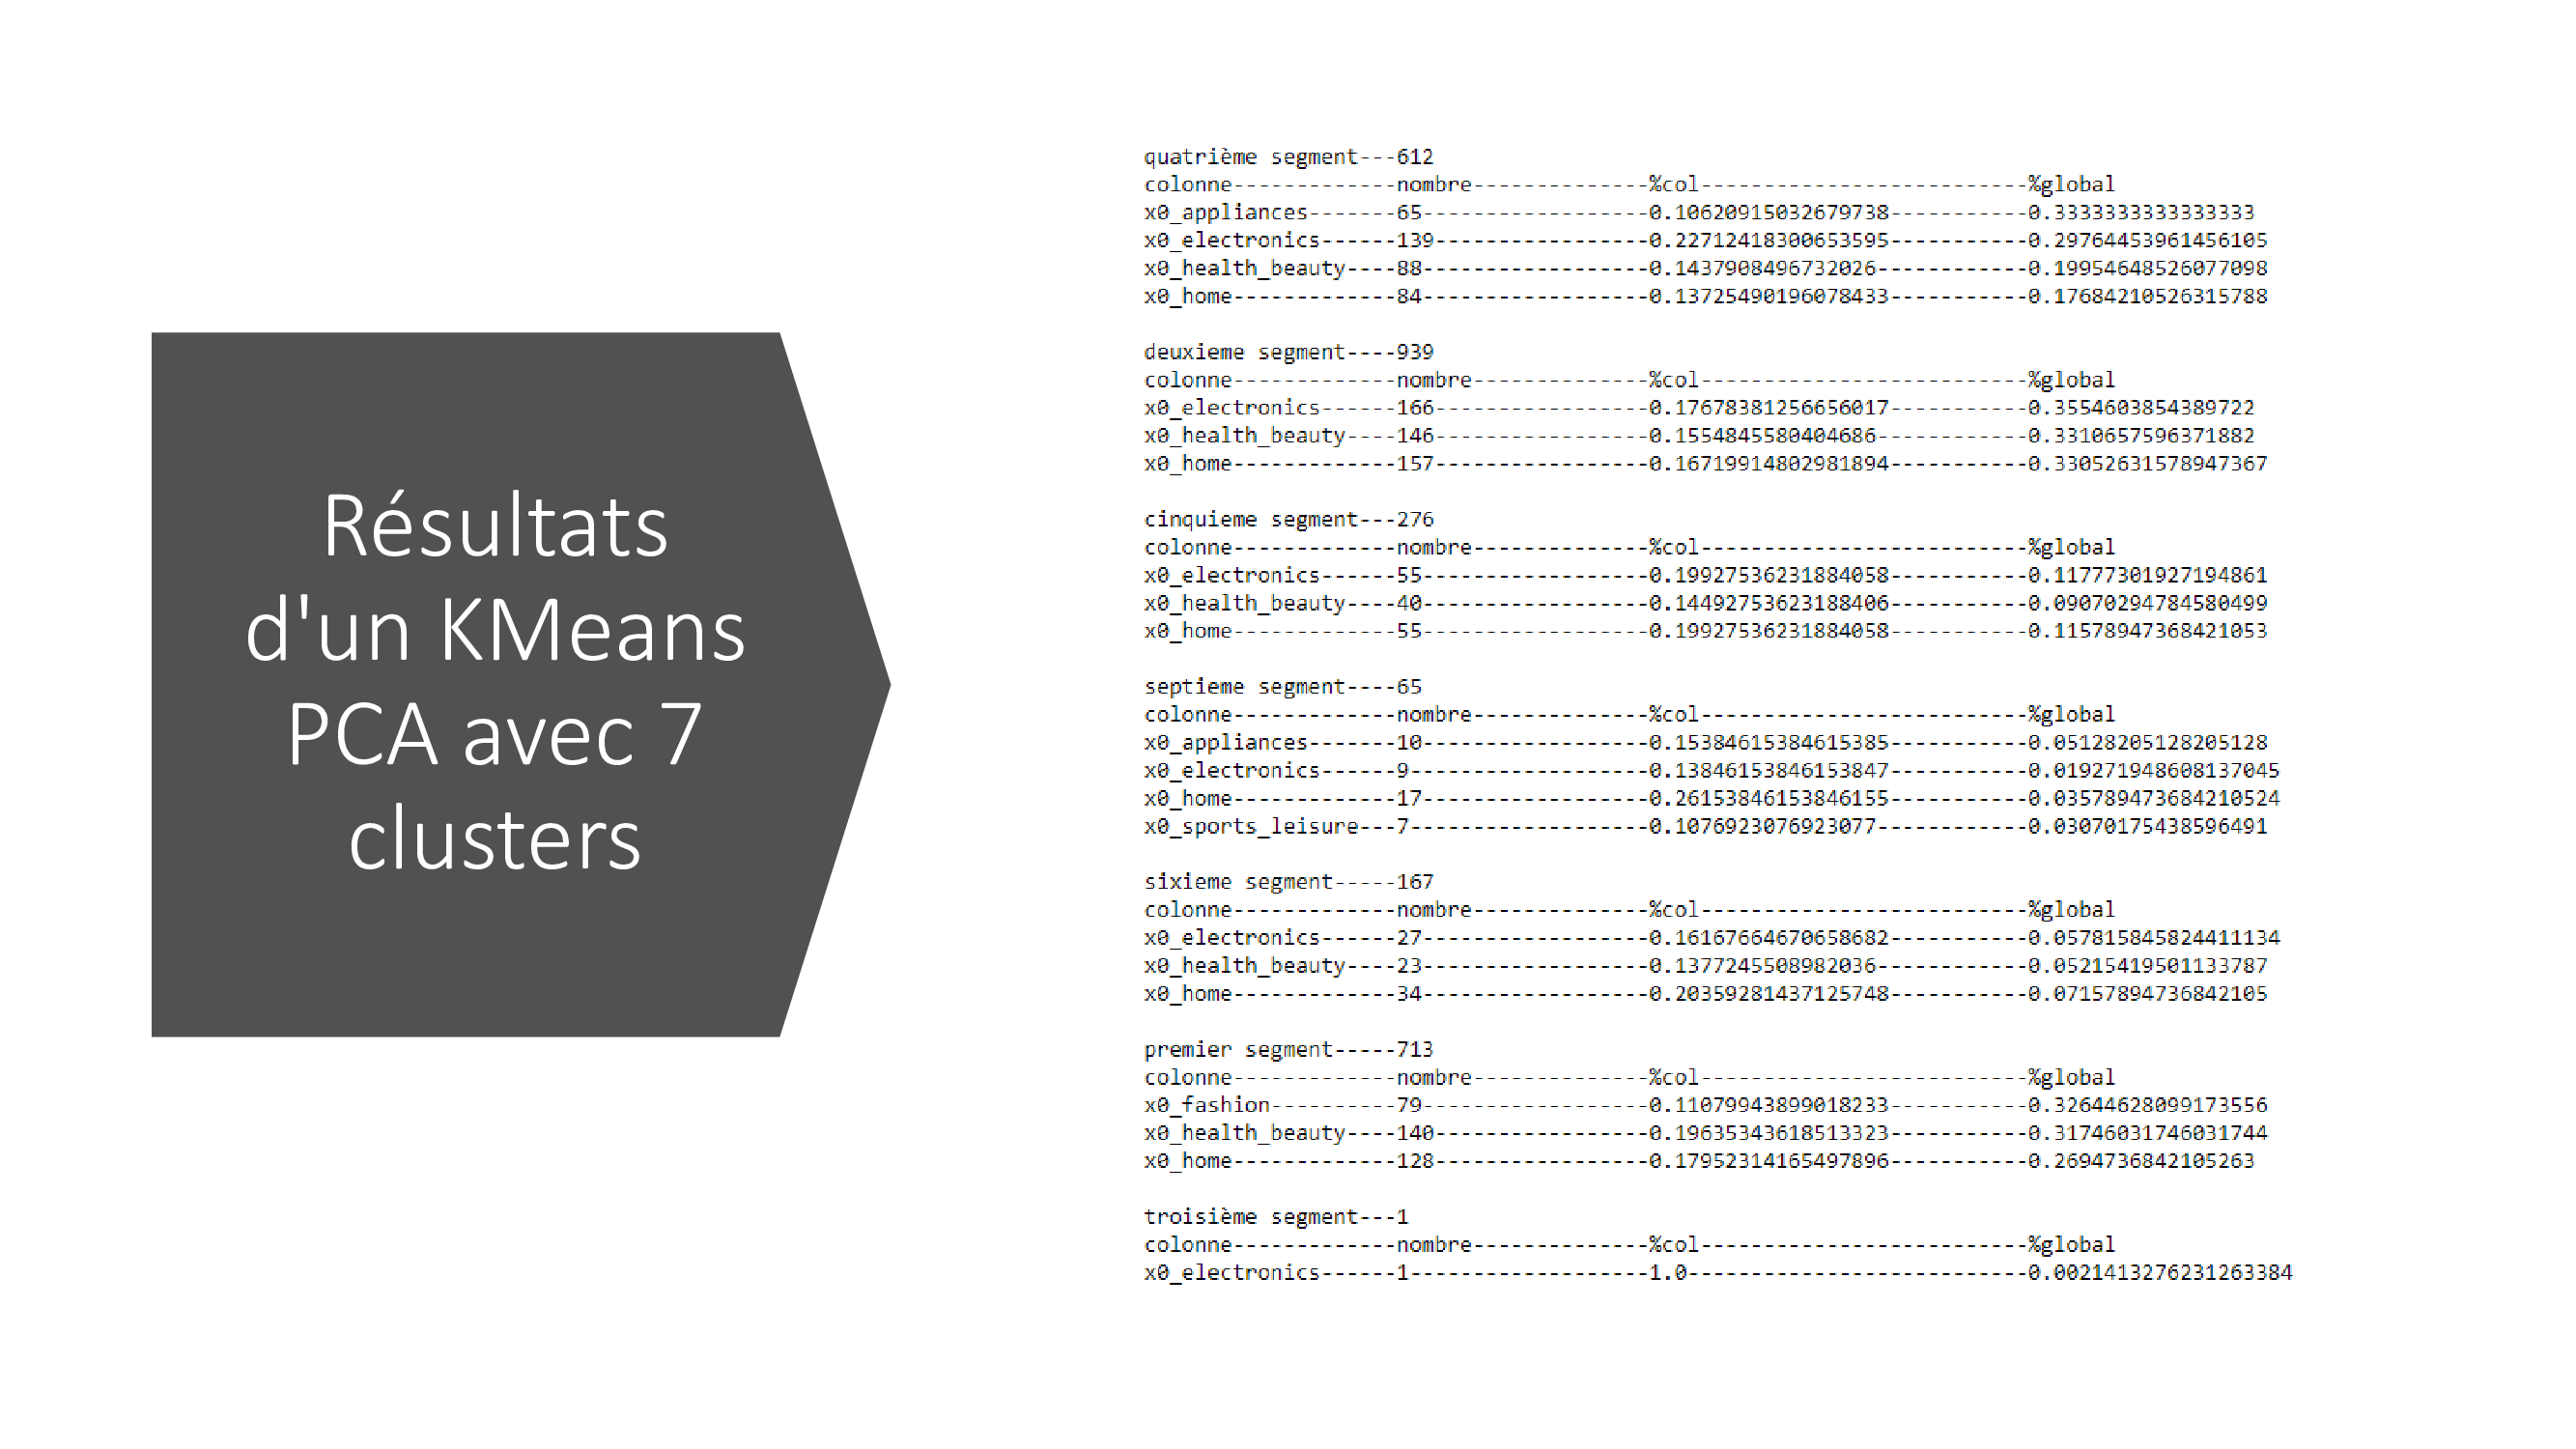 Résultats
d'un KMeans
PCA avec 7
clusters
quatrième segment---612
colonne-------------nombre--------------%col--------------------------%global
x0_appliances-------65------------------0.10620915032679738-----------0.3333333333333333
x0_electronics------139-----------------0.22712418300653595-----------0.29764453961456105
x0_health_beauty----88------------------0.1437908496732026------------0.19954648526077098
x0_home-------------84------------------0.13725490196078433-----------0.17684210526315788
deuxieme segment----939
colonne-------------nombre--------------%col--------------------------%global
x0_electronics------166-----------------0.17678381256656017-----------0.3554603854389722
x0_health_beauty----146-----------------0.1554845580404686------------0.3310657596371882
x0_home-------------157-----------------0.16719914802981894-----------0.33052631578947367
cinquieme segment---276
colonne-------------nombre--------------%col--------------------------%global
x0_electronics------55------------------0.19927536231884058-----------0.11777301927194861
x0_health_beauty----40------------------0.14492753623188406-----------0.09070294784580499
x0_home-------------55------------------0.19927536231884058-----------0.11578947368421053
septieme segment----65
colonne-------------nombre--------------%col--------------------------%global
x0_appliances-------10------------------0.15384615384615385-----------0.05128205128205128
x0_electronics------9-------------------0.13846153846153847-----------0.019271948608137045
x0_home-------------17------------------0.26153846153846155-----------0.035789473684210524
x0_sports_leisure---7-------------------0.1076923076923077------------0.03070175438596491
sixieme segment-----167
colonne-------------nombre--------------%col--------------------------%global
x0_electronics------27------------------0.16167664670658682-----------0.057815845824411134
x0_health_beauty----23------------------0.1377245508982036------------0.05215419501133787
x0_home-------------34------------------0.20359281437125748-----------0.07157894736842105
premier segment-----713
colonne-------------nombre--------------%col--------------------------%global
x0_fashion----------79------------------0.11079943899018233-----------0.32644628099173556
x0_health_beauty----140-----------------0.19635343618513323-----------0.31746031746031744
x0_home-------------128-----------------0.17952314165497896-----------0.2694736842105263
troisième segment---1
colonne-------------nombre--------------%col--------------------------%global
x0_electronics------1-------------------1.0---------------------------0.0021413276231263384